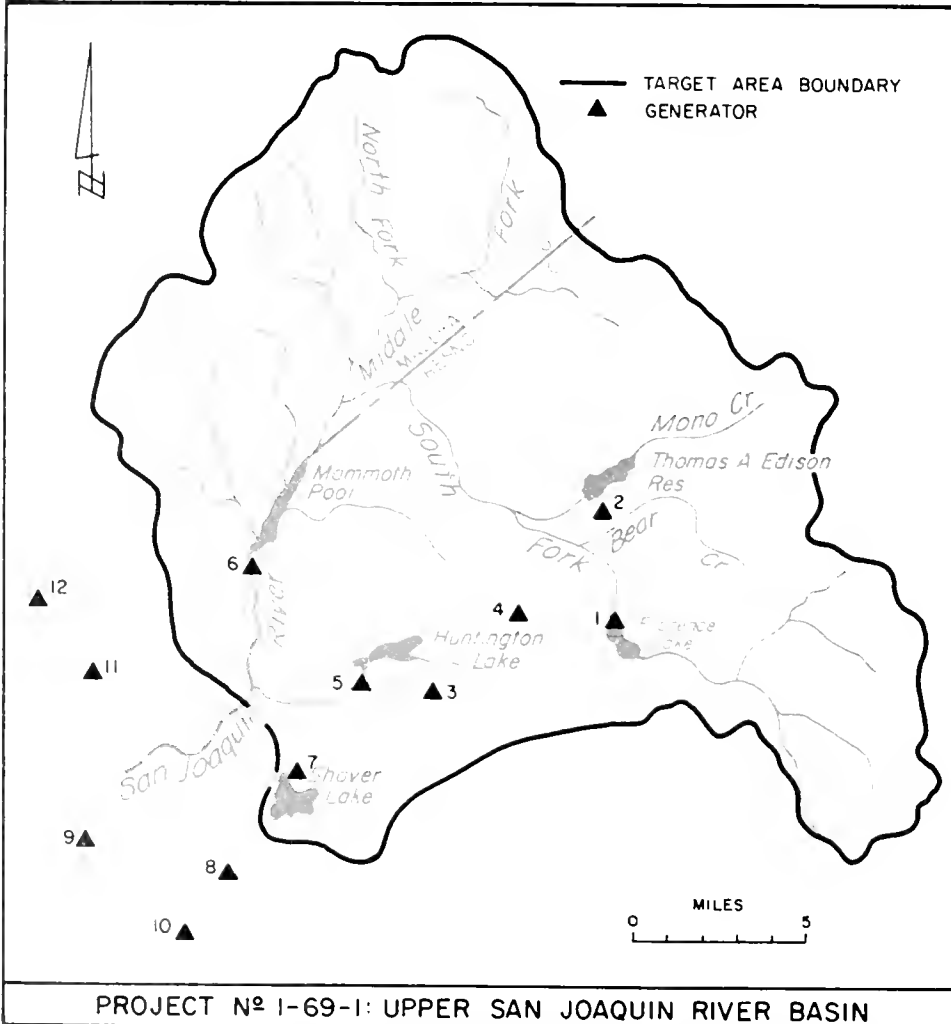 TARGET AREA BOUNDARY
GENERATOR
North Fork
Fork
Middle
South
Fork
Mono Cr
Thomas A Edison
Res
Mammoth
Pool
2
Bear
Cr
6
River
12
4
1
Florence
Lake
Huntington
Lake
11
5
3
San Joaquin
7
Shaver
Lake
9
8
10
MILES
0 5
PROJECT Nº 1-69-1: UPPER SAN JOAQUIN RIVER BASIN